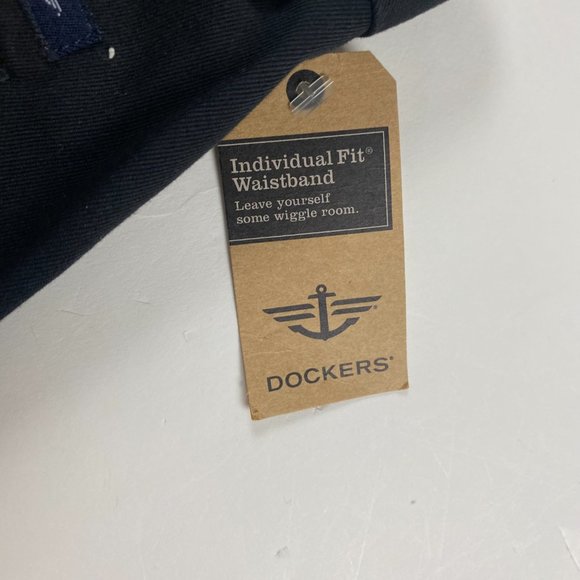 Individual Fit®
Waistband
Leave yourself
some wiggle room.
®
DOCKERS®